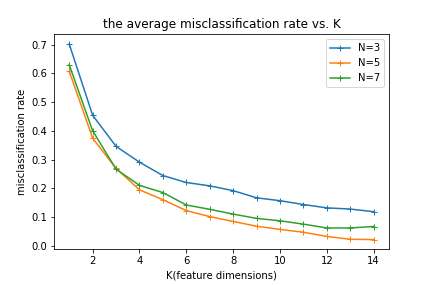 the average misclassification rate vs. K
N=3
N=5
N=7
misclassification rate
0.7
0.6
0.5
0.4
0.3
0.2
0.1
0.0
2 4 6 8 10 12 14
K(feature dimensions)